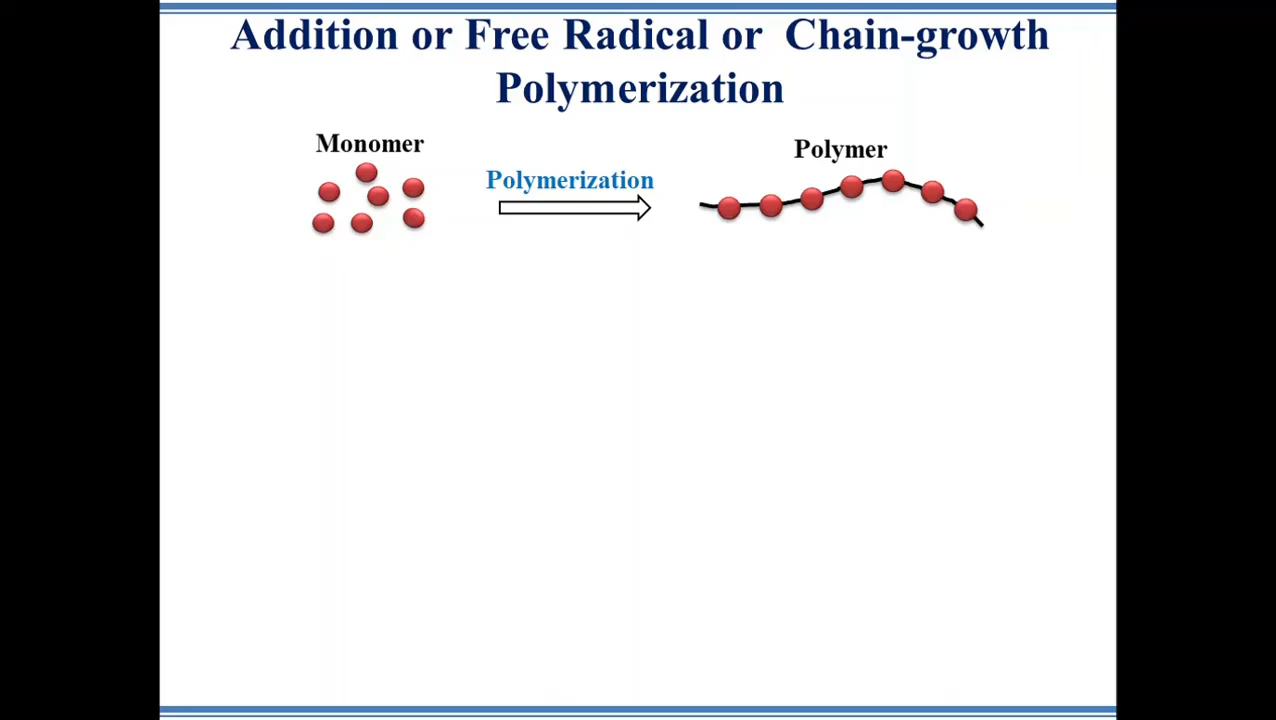 Addition or Free Radical or Chain-growth
Polymerization
Monomer
Polymerization
Polymer